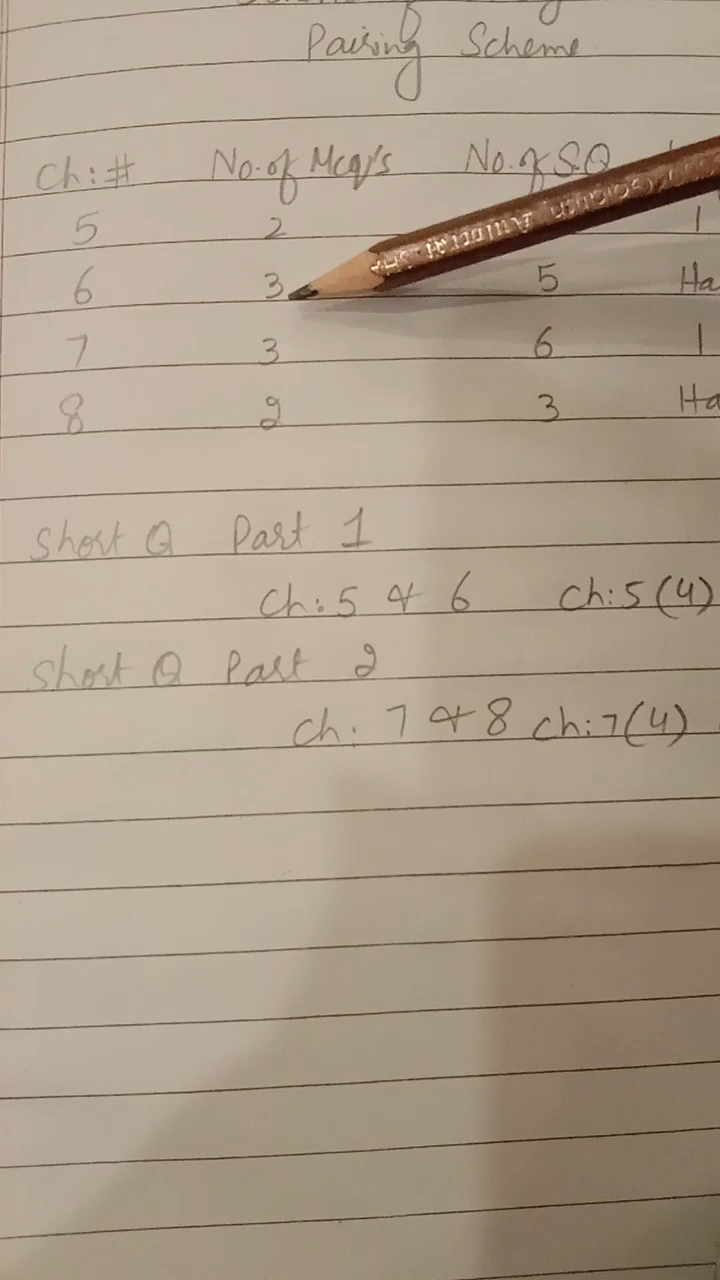 Pairing Scheme
Ch:# No. of Mcq's No. of S.Q
5 2 1
6 3 5 Ha
7 3 6 1
8 2 3 Ha
Short Q Part 1
Ch: 5 & 6 Ch: 5 (4)
Short Q Part 2
Ch. 7 & 8 Ch: 7 (4)